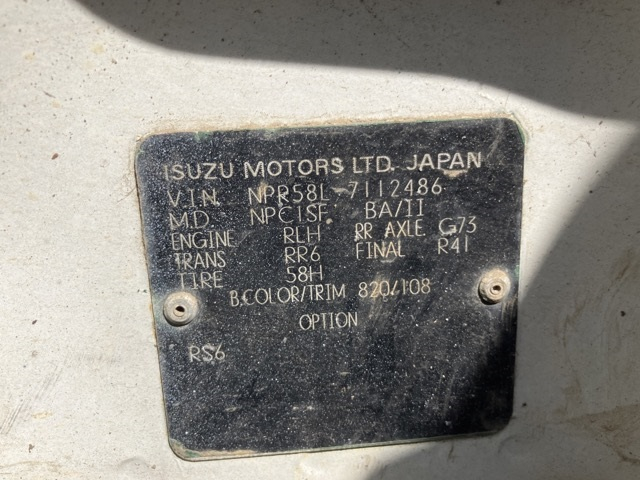 ISUZU MOTORS LTD. JAPAN
V.I.N. NPR58L-7112486
M.D. NPC1SF BA/II
ENGINE RLH RR AXLE G73
TRANS RR6 FINAL R41
TIRE 58H
B.COLOR/TRIM 820/108
OPTION
RS6